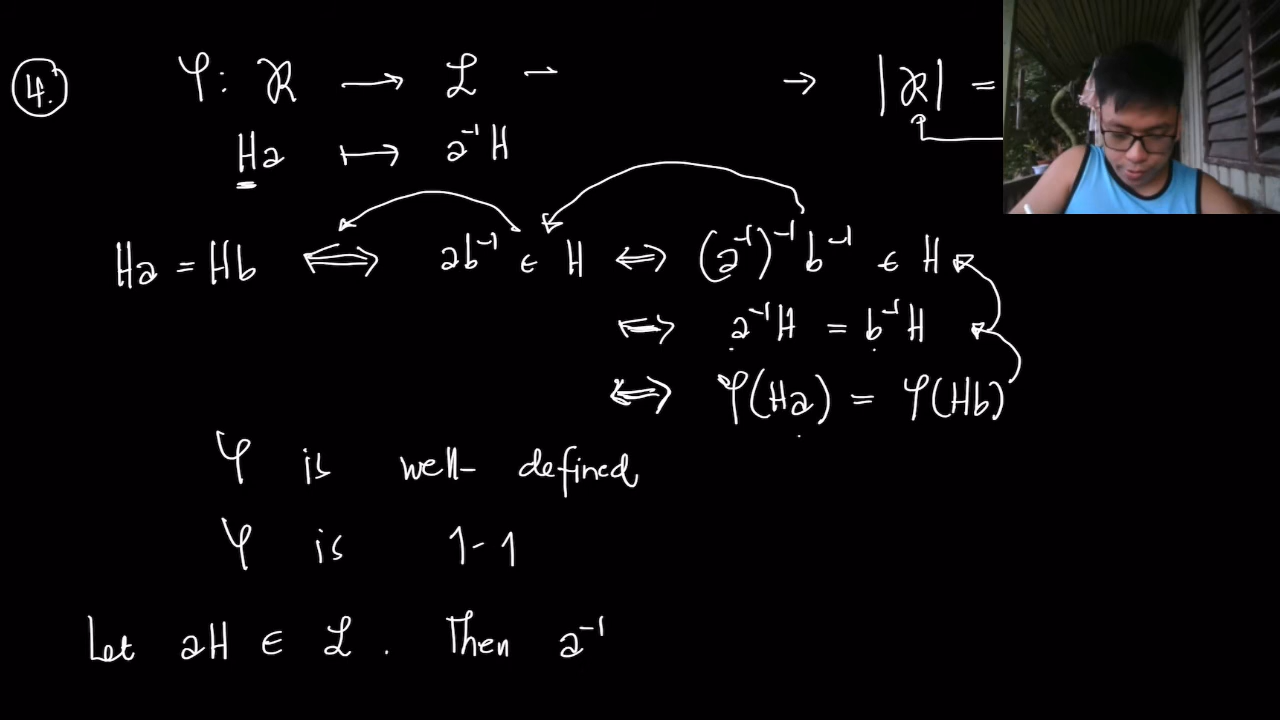 4. φ: R → L → → |R| =
Ha ↦ a⁻¹H
Ha = Hb ⟺ ab⁻¹ ∈ H ⟺ (a⁻¹)⁻¹b⁻¹ ∈ H
⟺ a⁻¹H = b⁻¹H
⟺ φ(Ha) = φ(Hb)
φ is well-defined
φ is 1-1
Let aH ∈ L. Then a⁻¹